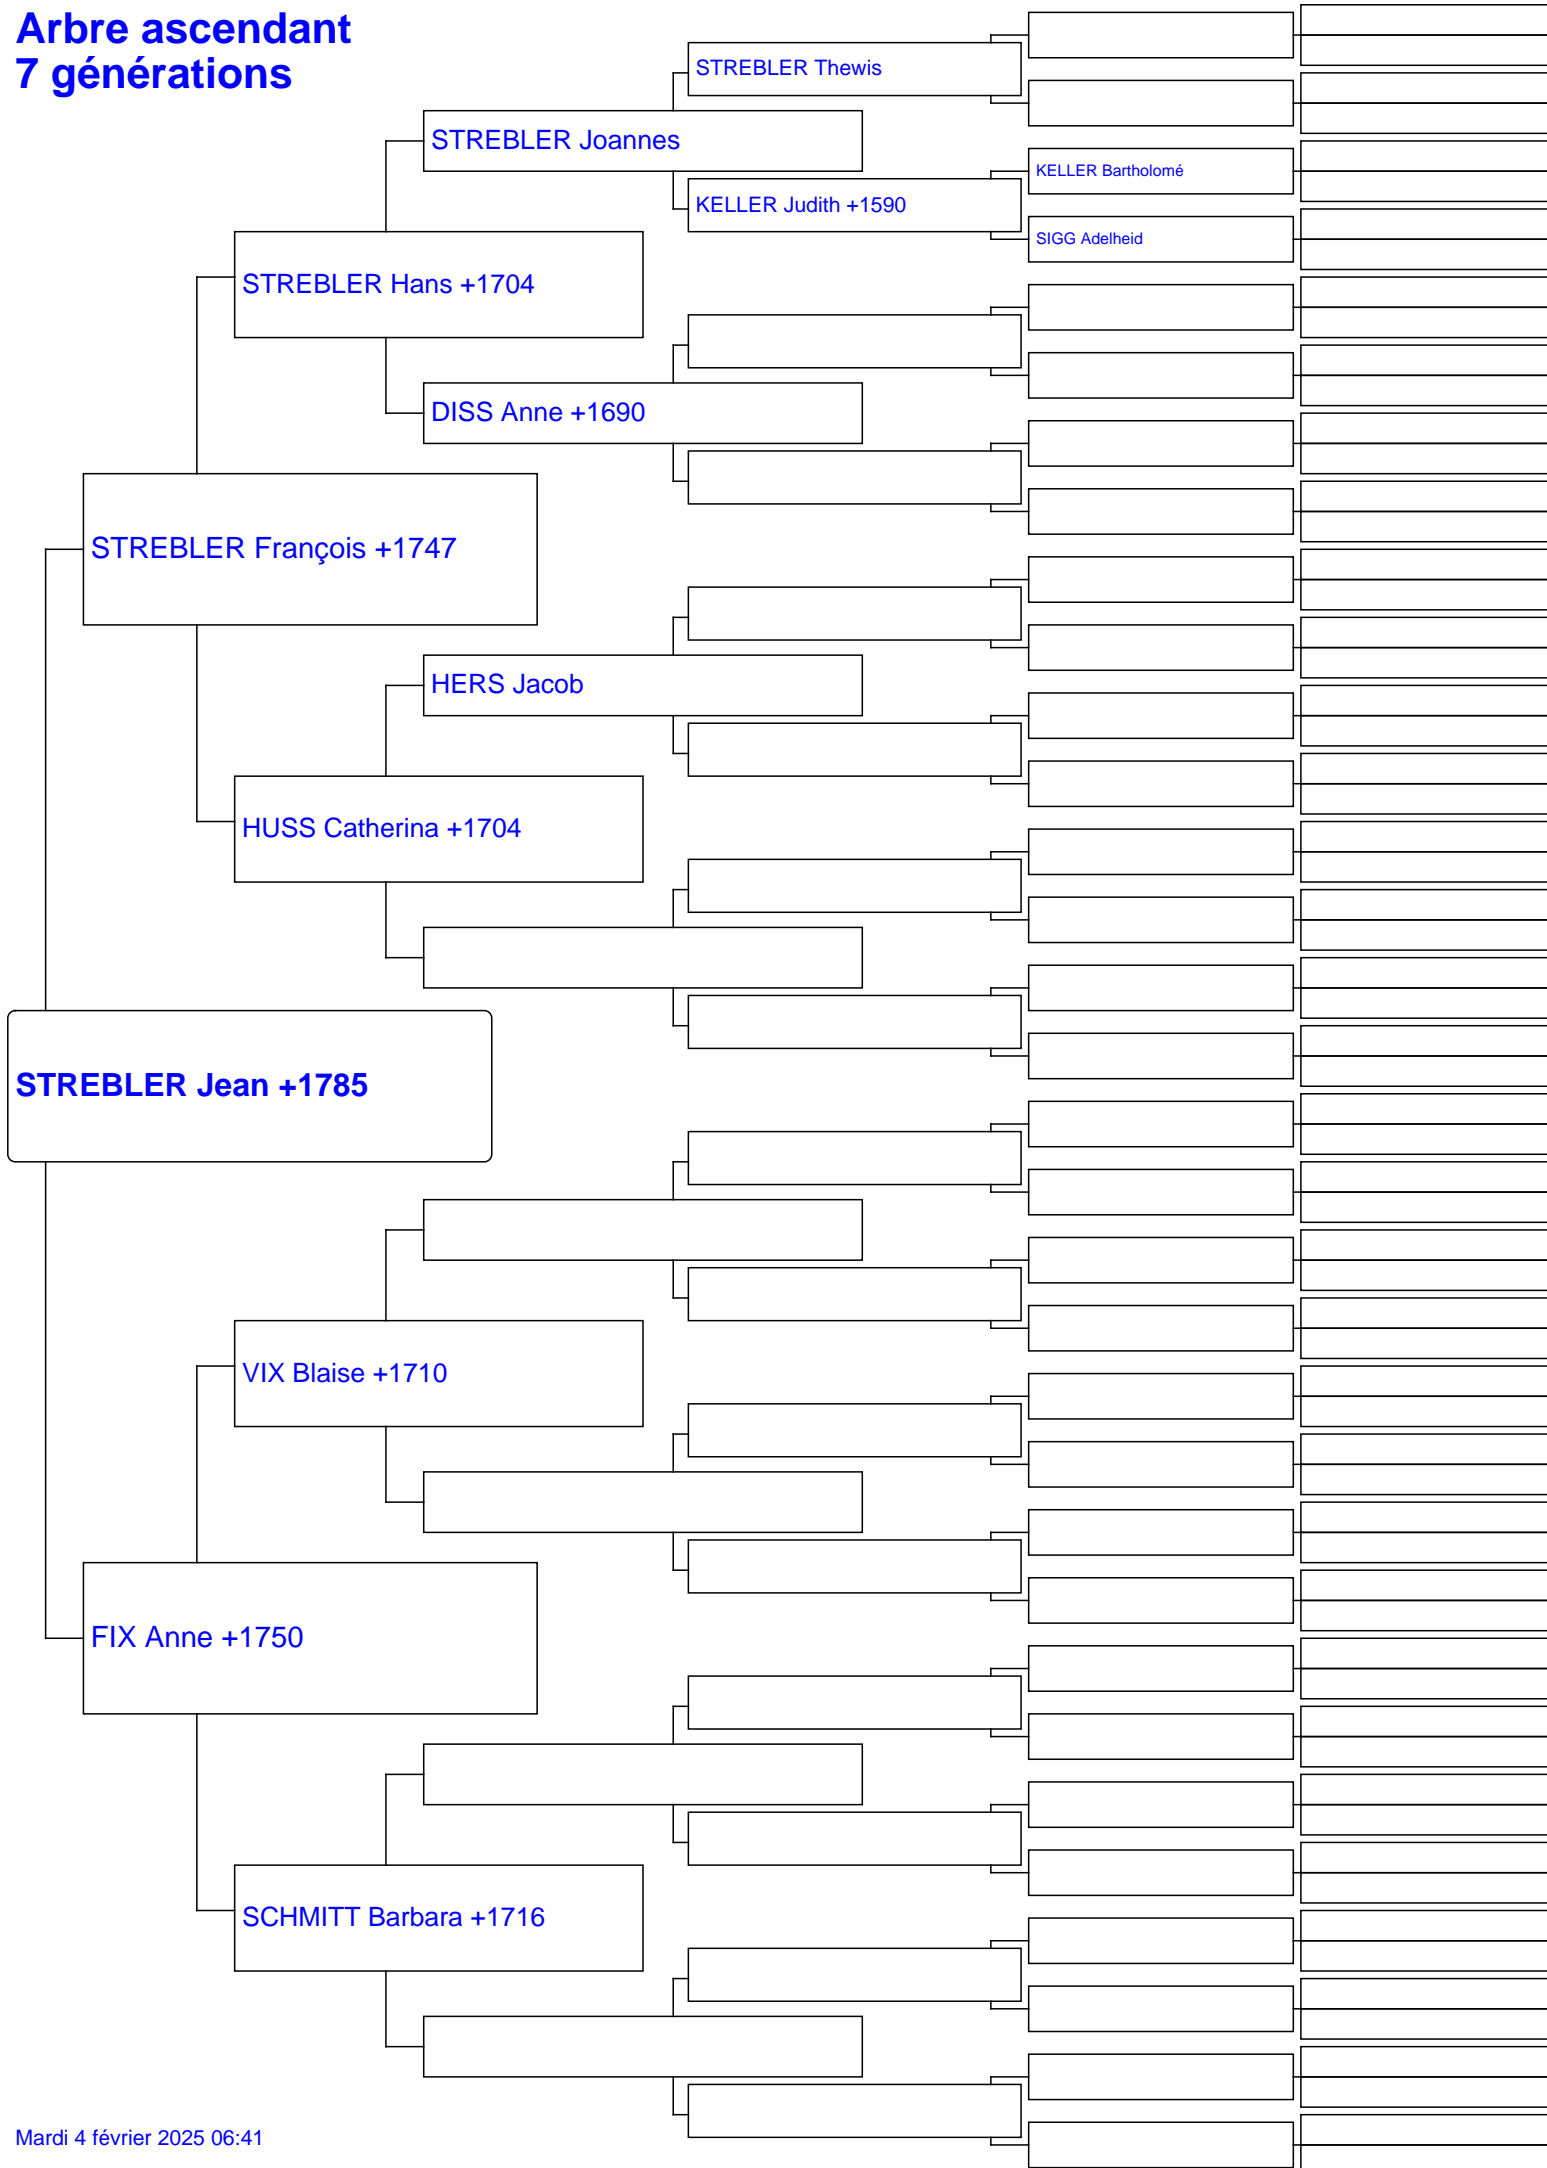 Arbre ascendant
7 générations
STREBLER Thewis
STREBLER Joannes
KELLER Bartholomé
KELLER Judith +1590
SIGG Adelheid
STREBLER Hans +1704
DISS Anne +1690
STREBLER François +1747
HERS Jacob
HUSS Catherina +1704
STREBLER Jean +1785
VIX Blaise +1710
FIX Anne +1750
SCHMITT Barbara +1716
Mardi 4 février 2025 06:41